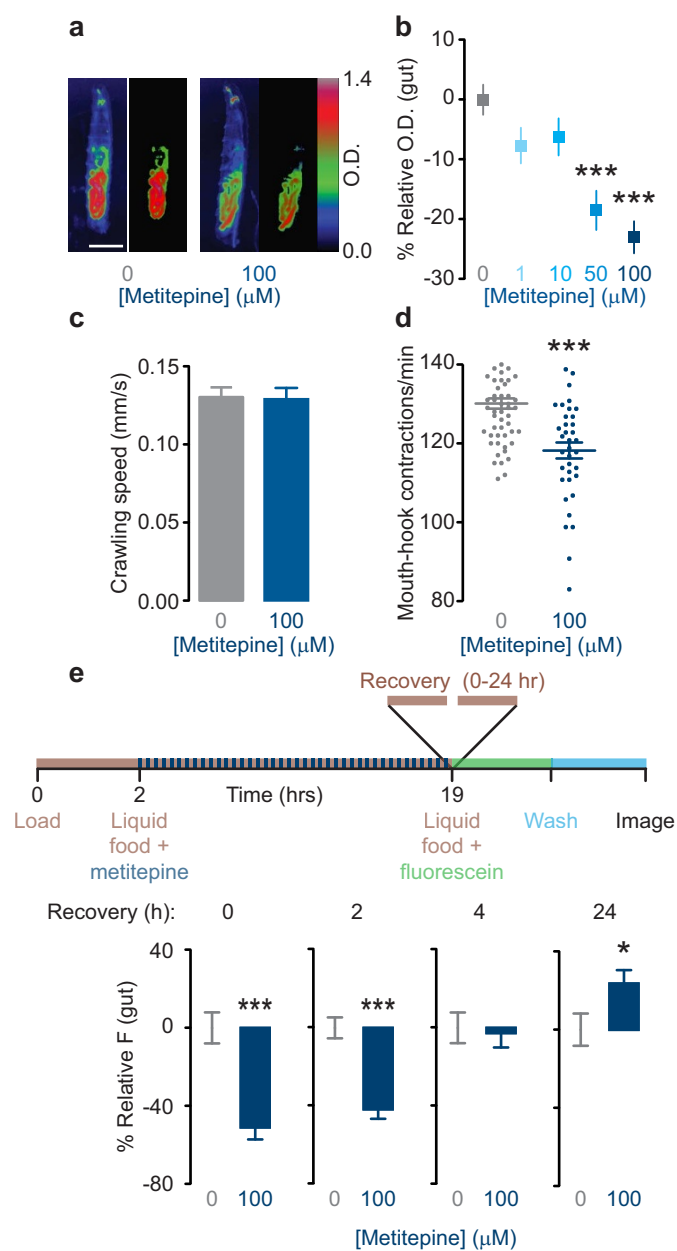 a
1.4
O.D.
0.0
0
100
[Metitepine] (μM)
b
% Relative O.D. (gut)
10
0
-10
-20
-30
***
***
0 1 10 50 100
[Metitepine] (μM)
c
Crawling speed (mm/s)
0.15
0.10
0.05
0.00
0
100
[Metitepine] (μM)
d
Mouth-hook contractions/min
140
120
100
80
***
0
100
[Metitepine] (μM)
e
Recovery (0-24 hr)
0
2
Time (hrs)
19
Load
Liquid
food +
metitepine
Liquid
food +
fluorescein
Wash
Image
Recovery (h): 0 2 4 24
% Relative F (gut)
40
0
-40
-80
***
***
*
0 100 0 100 0 100 0 100
[Metitepine] (μM)